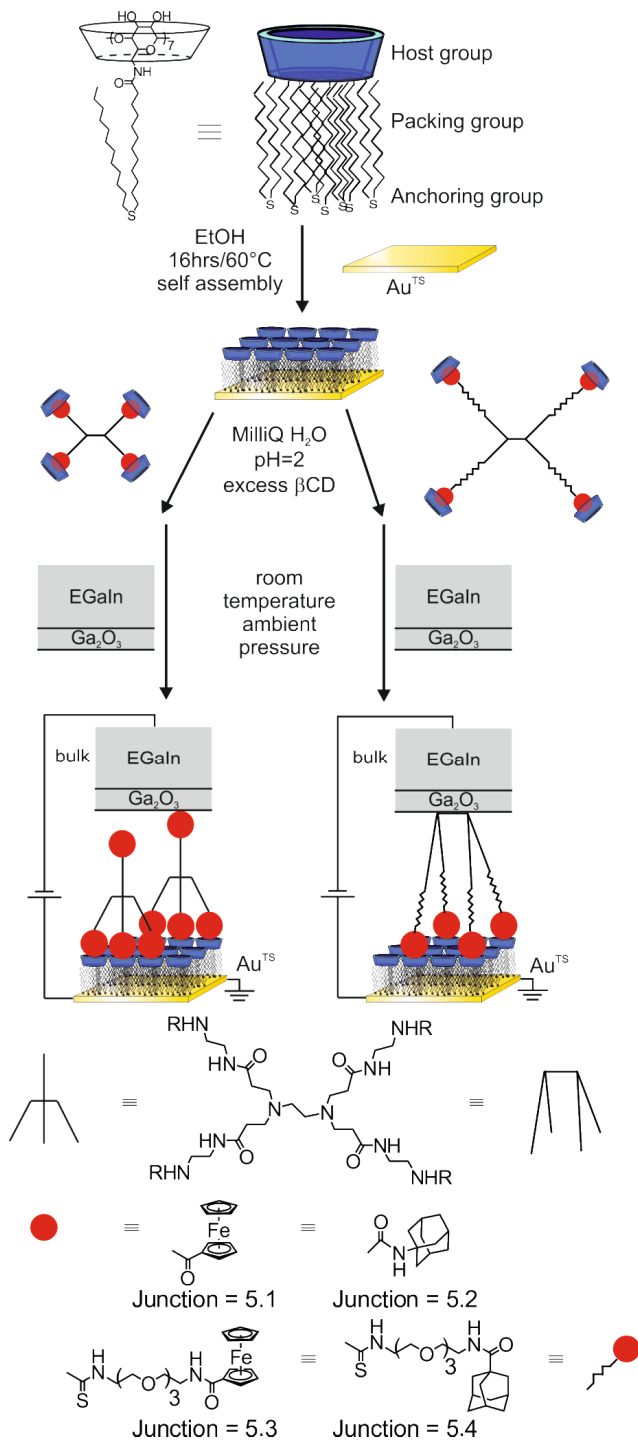 HO
OH
O
O
7
O
NH
O
S
Host group
Packing group
S S S S S S S
Anchoring group
EtOH
16hrs/60°C
self assembly
Au^TS
MilliQ H₂O
pH=2
excess βCD
EGaIn
Ga₂O₃
room
temperature
ambient
pressure
EGaIn
Ga₂O₃
bulk
EGaIn
Ga₂O₃
Au^TS
bulk
EGaIn
Ga₂O₃
Au^TS
RHN
NHR
HN
O
O
NH
N
N
NH
O
O
HN
RHN
NHR
Fe
O
Junction = 5.1
O
N
H
Junction = 5.2
H
N
S
O
3
H
N
O
Fe
Junction = 5.3
H
N
S
O
3
H
N
O
Junction = 5.4